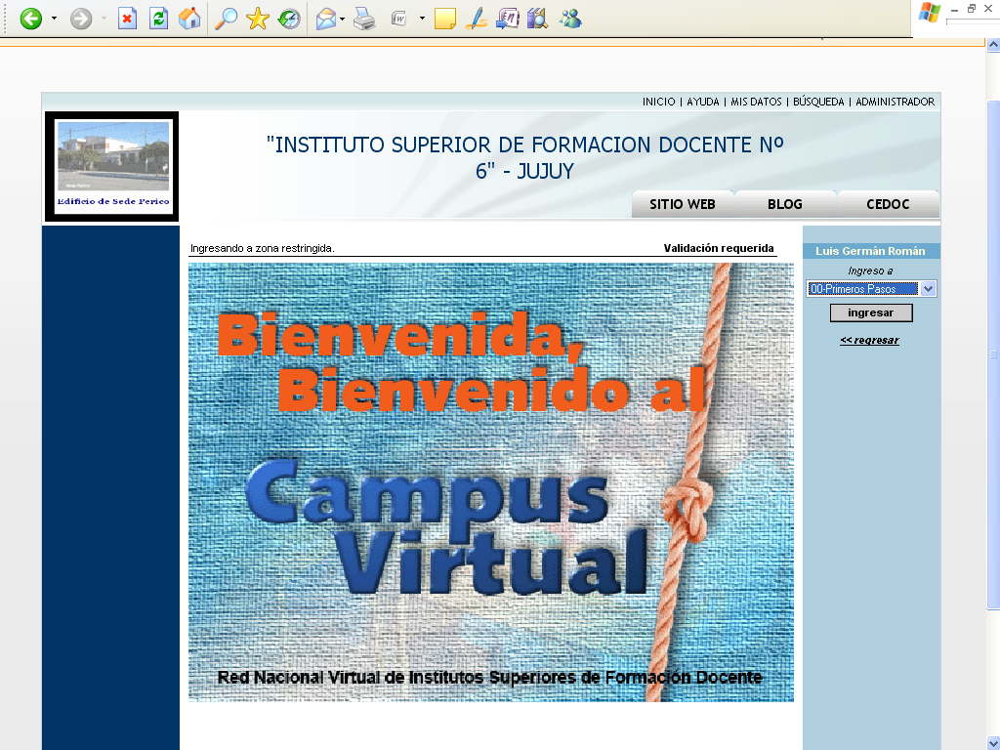 INICIO | AYUDA | MIS DATOS | BÚSQUEDA | ADMINISTRADOR
"INSTITUTO SUPERIOR DE FORMACION DOCENTE Nº
6" - JUJUY
Edificio de Sede Perico
SITIO WEB BLOG CEDOC
Ingresando a zona restringida. Validación requerida
Bienvenida,
Bienvenido al
Campus
Virtual
Red Nacional Virtual de Institutos Superiores de Formación Docente
Luis Germán Román
Ingreso a
00-Primeros Pasos
ingresar
<< regresar